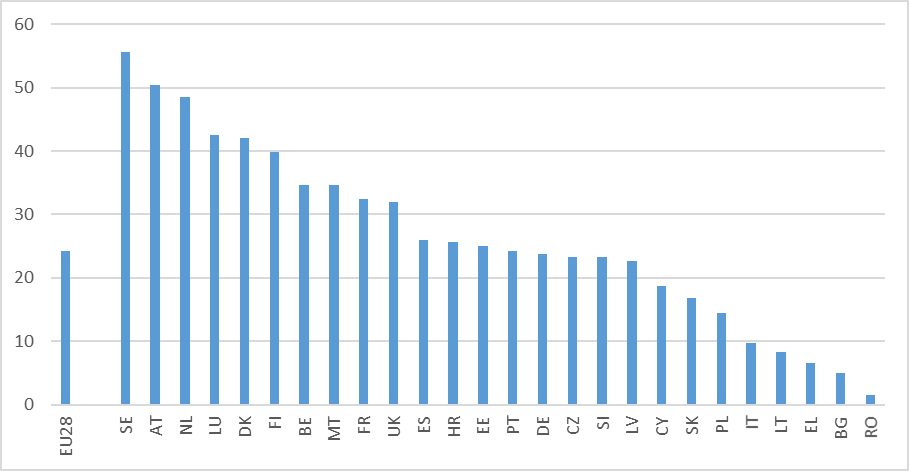 60
50
40
30
20
10
0
EU28
SE
AT
NL
LU
DK
FI
BE
MT
FR
UK
ES
HR
EE
PT
DE
CZ
SI
LV
CY
SK
PL
IT
LT
EL
BG
RO